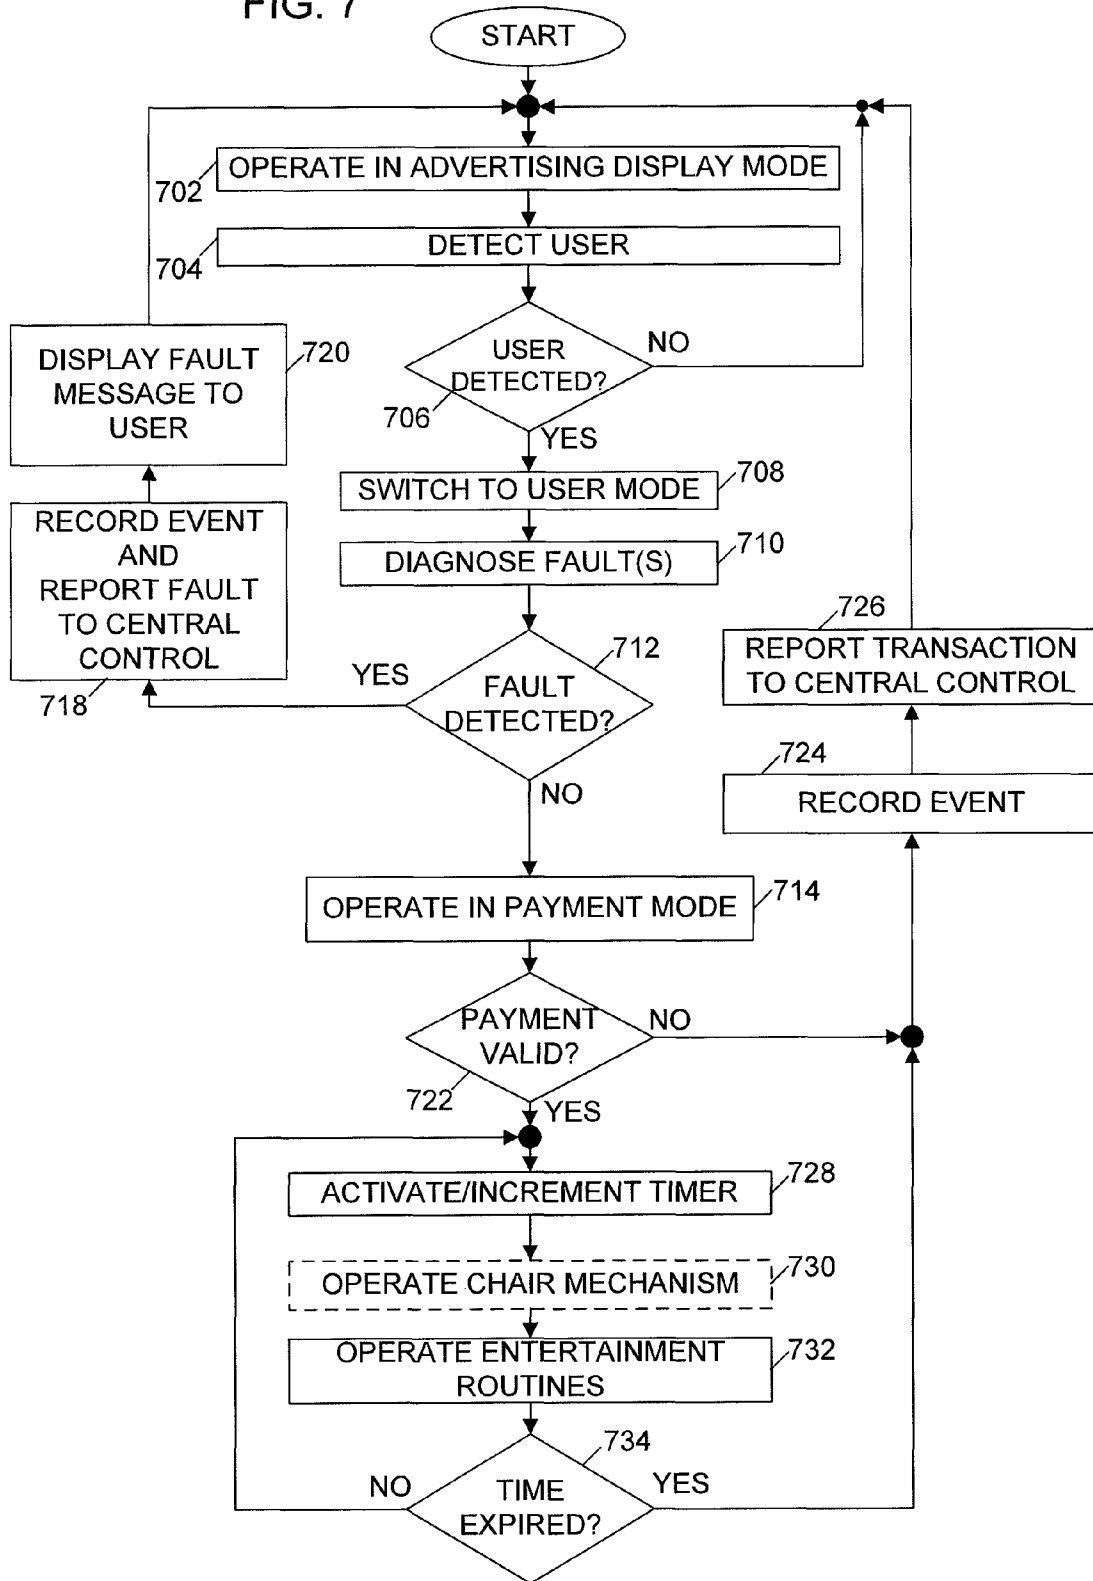 FIG. 7
START
OPERATE IN ADVERTISING DISPLAY MODE
702
DETECT USER
704
USER
DETECTED?
706
NO
YES
DISPLAY FAULT
MESSAGE TO
USER
720
SWITCH TO USER MODE
708
RECORD EVENT
AND
REPORT FAULT
TO CENTRAL
CONTROL
718
DIAGNOSE FAULT(S)
710
FAULT
DETECTED?
712
YES
NO
726
REPORT TRANSACTION
TO CENTRAL CONTROL
724
RECORD EVENT
OPERATE IN PAYMENT MODE
714
PAYMENT
VALID?
722
NO
YES
ACTIVATE/INCREMENT TIMER
728
OPERATE CHAIR MECHANISM
730
OPERATE ENTERTAINMENT
ROUTINES
732
734
TIME
EXPIRED?
NO
YES